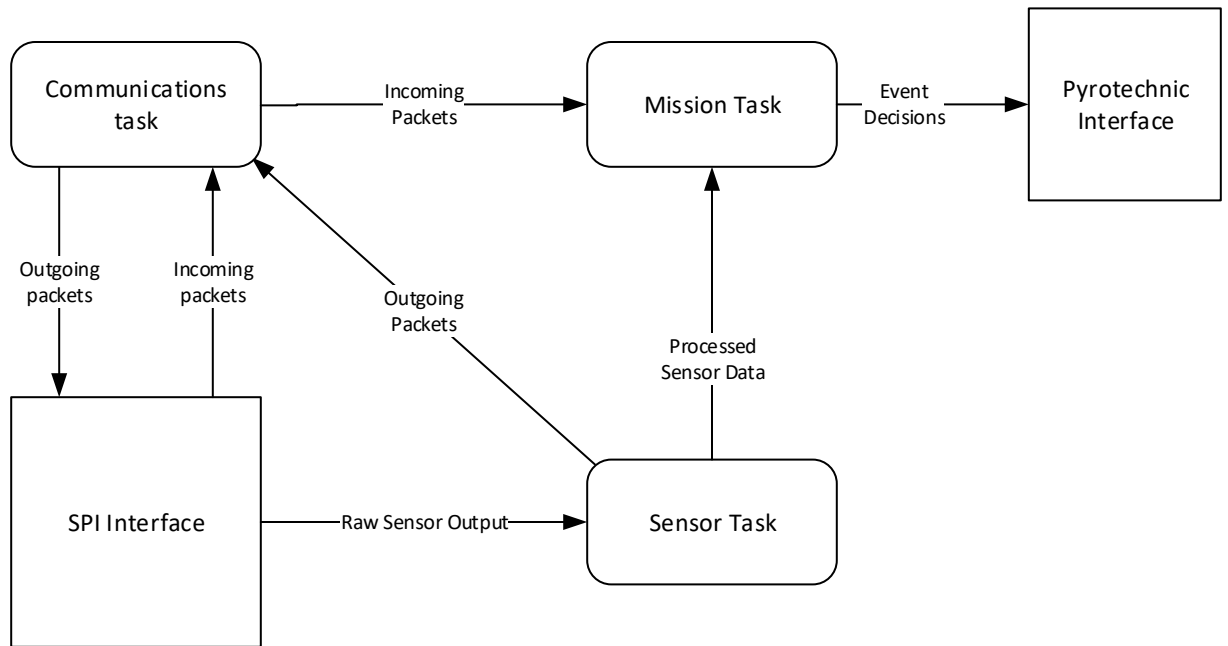 Communications
task
Incoming
Packets
Mission Task
Event
Decisions
Pyrotechnic
Interface
Outgoing
packets
Incoming
packets
Outgoing
Packets
Processed
Sensor Data
SPI Interface
Raw Sensor Output
Sensor Task